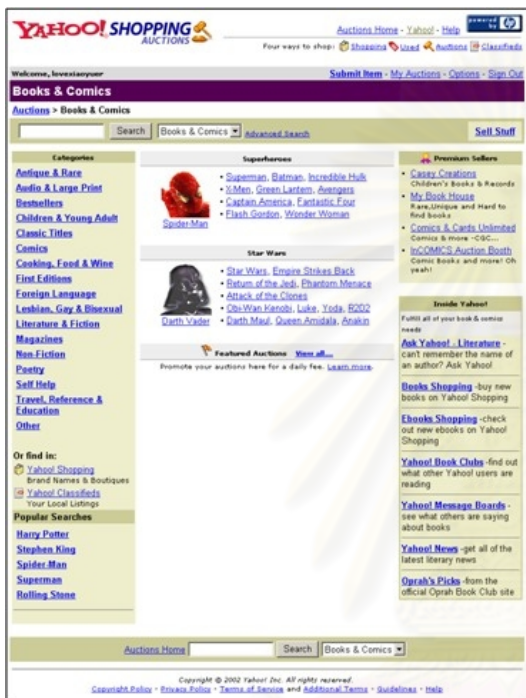 YAHOO! SHOPPING
AUCTIONS
Auctions Home - Yahoo! - Help
powered by hp
Four ways to shop: Shopping Used Auctions Classifieds
Welcome, lovexiaoyuer
Submit Item - My Auctions - Options - Sign Out
Books & Comics
Auctions > Books & Comics
Search Books & Comics Advanced Search
Sell Stuff
Categories
Antique & Rare
Audio & Large Print
Bestsellers
Children & Young Adult
Classic Titles
Comics
Cooking, Food & Wine
First Editions
Foreign Language
Lesbian, Gay & Bisexual
Literature & Fiction
Magazines
Non-Fiction
Poetry
Self Help
Travel, Reference &
Education
Other
Or find in:
Yahoo! Shopping
Brand Names & Boutiques
Yahoo! Classifieds
Your Local Listings
Popular Searches
Harry Potter
Stephen King
Spider-Man
Superman
Rolling Stone
Superheroes
Spider-Man
• Superman, Batman, Incredible Hulk
• X-Men, Green Lantern, Avengers
• Captain America, Fantastic Four
• Flash Gordon, Wonder Woman
Star Wars
Darth Vader
• Star Wars, Empire Strikes Back
• Return of the Jedi, Phantom Menace
• Attack of the Clones
• Obi-Wan Kenobi, Luke, Yoda, R2D2
• Darth Maul, Queen Amidala, Anakin
Featured Auctions View all...
Promote your auctions here for a daily fee. Learn more.
Premium Sellers
• Casey Creations
Children's Books & Records
• My Book House
Rare,Unique and Hard to
find books
• Comics & Cards Unlimited
Comics & more -CGC...
• InCOMICS Auction Booth
Comic Books and more! Oh
yeah!
Inside Yahoo!
Fulfill all of your book & comics
needs
Ask Yahoo! - Literature -
can't remember the name of
an author? Ask Yahoo!
Books Shopping -buy new
books on Yahoo! Shopping
Ebooks Shopping -check
out new ebooks on Yahoo!
Shopping
Yahoo! Book Clubs -find out
what other Yahoo! users are
reading
Yahoo! Message Boards -
see what others are saying
about books
Yahoo! News -get all of the
latest literary news
Oprah's Picks -from the
official Oprah Book Club site
Auctions Home Search Books & Comics
Copyright © 2002 Yahoo! Inc. All rights reserved.
Copyright Policy - Privacy Policy - Terms of Service and Additional Terms - Guidelines - Help